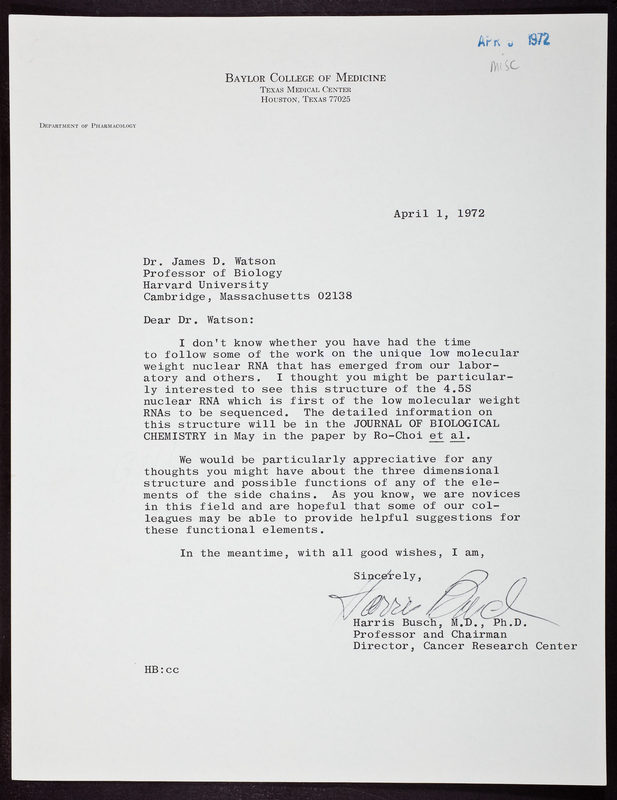 APR 1972
misc
BAYLOR COLLEGE OF MEDICINE
TEXAS MEDICAL CENTER
HOUSTON, TEXAS 77025
DEPARTMENT OF PHARMACOLOGY
April 1, 1972
Dr. James D. Watson
Professor of Biology
Harvard University
Cambridge, Massachusetts 02138
Dear Dr. Watson:
I don't know whether you have had the time
to follow some of the work on the unique low molecular
weight nuclear RNA that has emerged from our labor-
atory and others. I thought you might be particular-
ly interested to see this structure of the 4.5S
nuclear RNA which is first of the low molecular weight
RNAs to be sequenced. The detailed information on
this structure will be in the JOURNAL OF BIOLOGICAL
CHEMISTRY in May in the paper by Ro-Choi et al.
We would be particularly appreciative for any
thoughts you might have about the three dimensional
structure and possible functions of any of the ele-
ments of the side chains. As you know, we are novices
in this field and are hopeful that some of our col-
leagues may be able to provide helpful suggestions for
these functional elements.
In the meantime, with all good wishes, I am,
Sincerely,
Harris Busch
Harris Busch, M.D., Ph.D.
Professor and Chairman
Director, Cancer Research Center
HB:cc